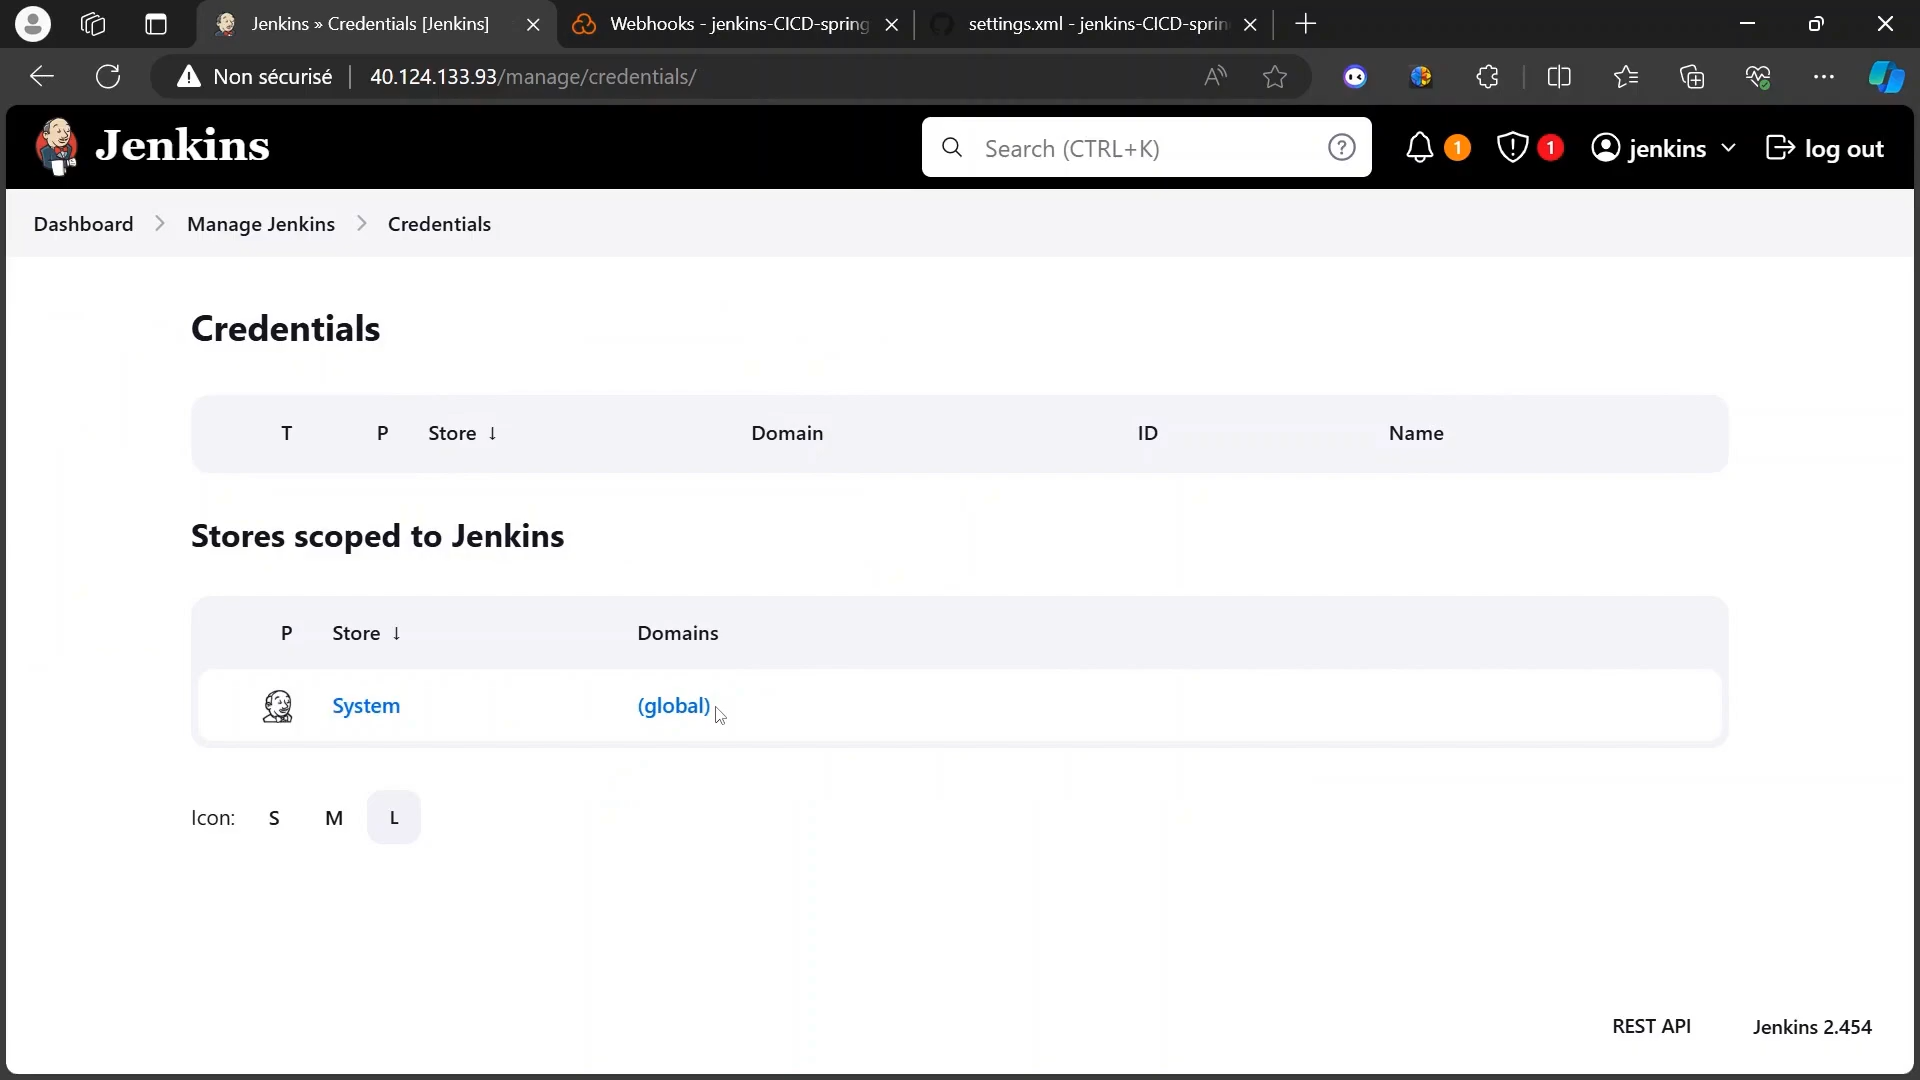 Jenkins » Credentials [Jenkins]
Webhooks - jenkins-CICD-spring
settings.xml - jenkins-CICD-sprin
Non sécurisé
40.124.133.93/manage/credentials/
Jenkins
Search (CTRL+K)
1
1
jenkins
log out
Dashboard
Manage Jenkins
Credentials
Credentials
T P Store ↓ Domain ID Name
Stores scoped to Jenkins
P Store ↓ Domains
System (global)
Icon: S M L
REST API Jenkins 2.454